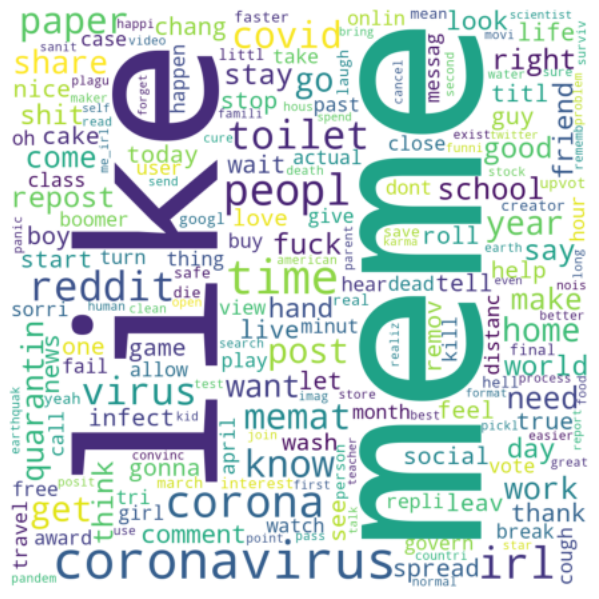 paper
happi
video
chang
covid
onlin
faster
bring
mean
movi
look
scientist
surviv
sanit
plagu
case
littl
take
laugh
cancel
second
messag
life
share
forget
happen
stay
go
right
water
sure
problem
rememb
nice
maker
self
read
famili
stop
hous
spend
past
titl
shit
me_irl
cure
toilet
close
exist
twitter
funni
guy
friend
oh
cake
today
wait
actual
good
come
send
death
class
user
googl
peopl
dont
school
stock
upvot
repost
boomer
love
give
creator
hour
panic
boy
start
turn
thing
buy
fuck
parent
save
karma
roll
year
say
like
meme
time
american
hear
dead
tell
earth
even
long
help
nois
reddit
safe
die
view
hand
real
remov
kill
make
better
sorri
human
clean
open
live
minut
distanc
home
one
game
post
realiz
final
quarantin
news
fail
allow
play
search
want
let
hell
process
world
earthquak
yeah
virus
test
imag
store
month
best
feel
format
need
food
call
infect
kid
april
memat
wash
pickl
easier
true
report
convinc
join
person
teacher
social
vote
day
great
posit
gonna
know
think
free
tri
march
interest
first
see
talk
repli
leav
work
girl
corona
get
travel
award
use
comment
watch
point
pass
govern
star
thank
break
cough
pandem
coronavirus
countri
spread
normal
irl